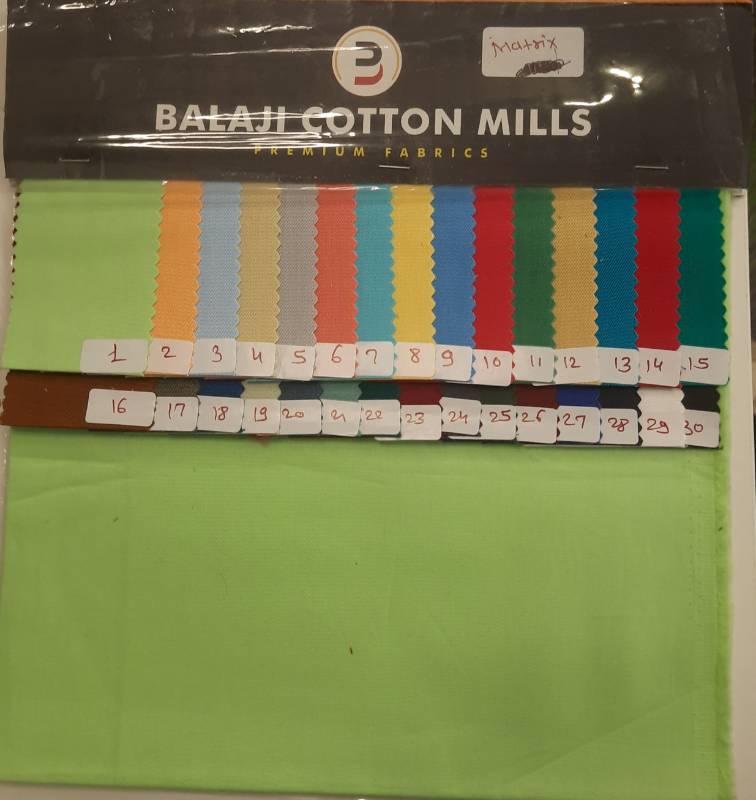 Matrix
BALAJI COTTON MILLS
PREMIUM FABRICS
1 2 3 4 5 6 7 8 9 10 11 12 13 14 15
16 17 18 19 20 21 22 23 24 25 26 27 28 29 30